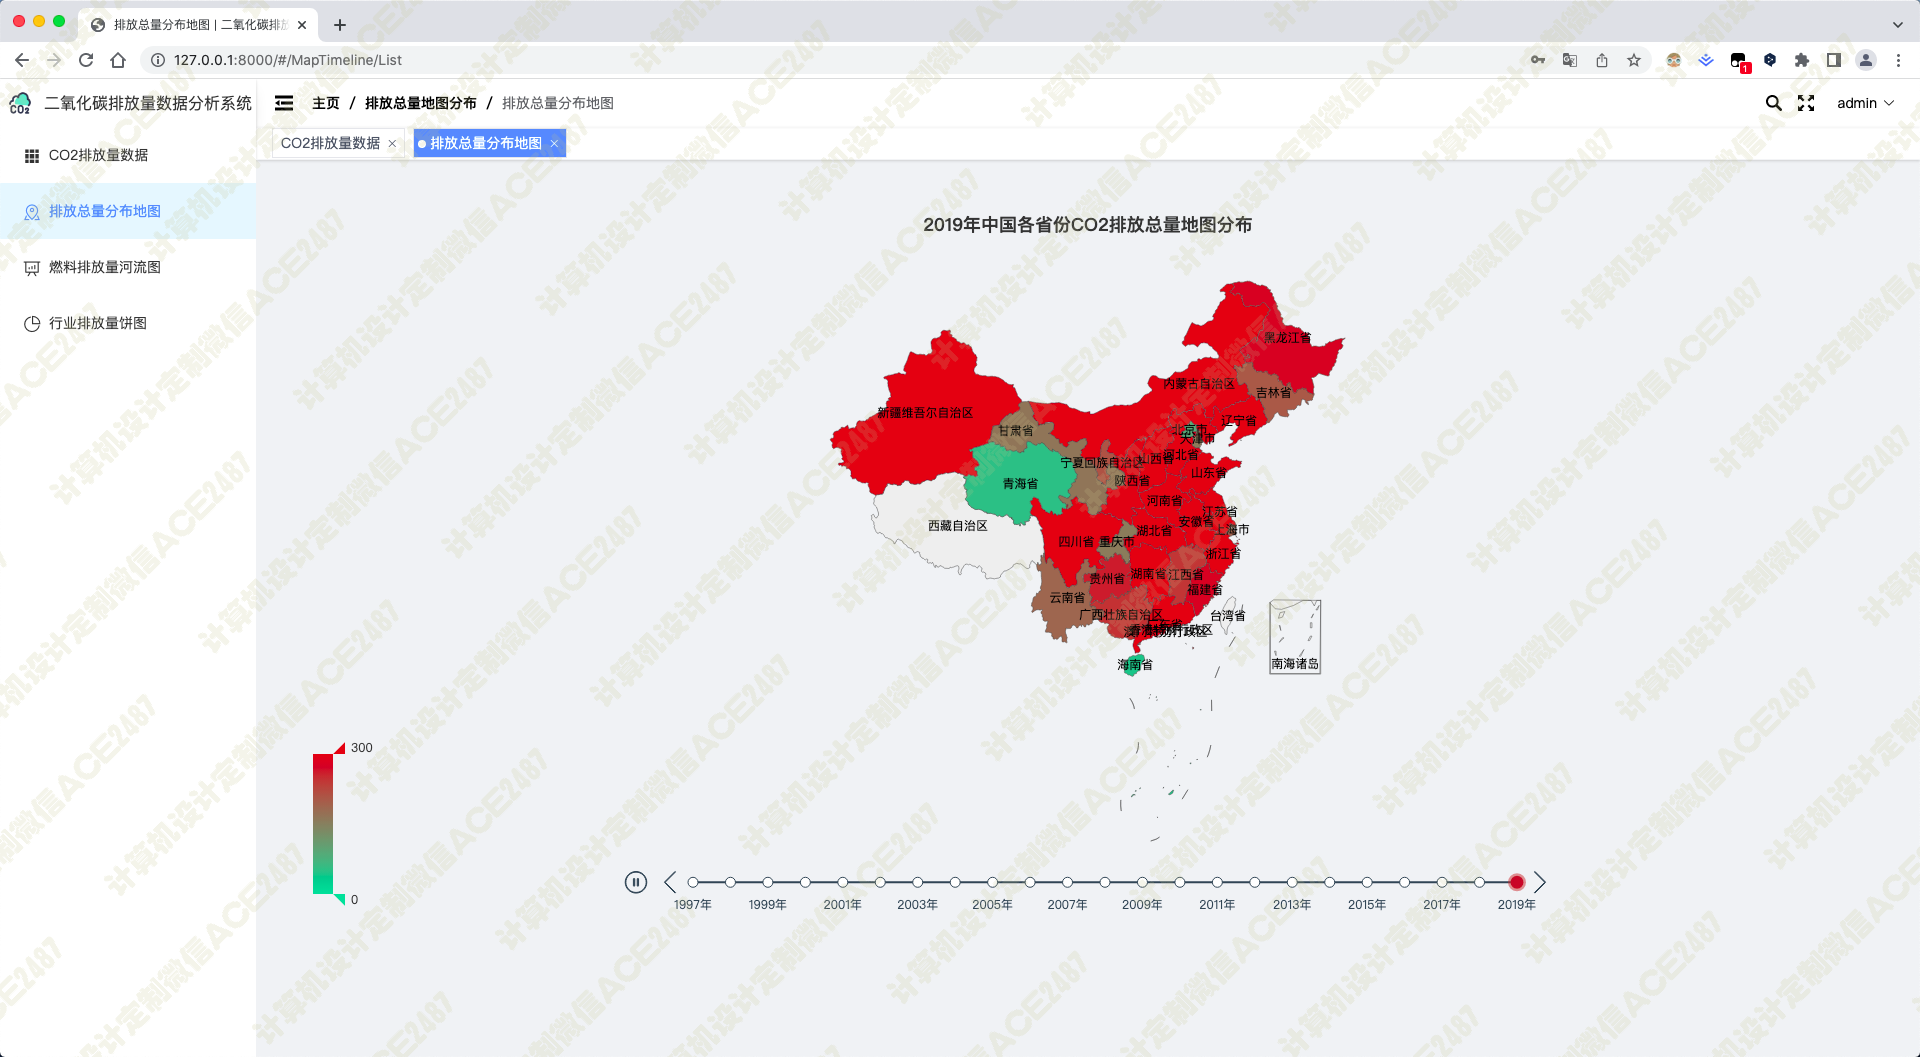 排放总量分布地图 | 二氧化碳排放
127.0.0.1:8000/#/MapTimeline/List
1
CO2
二氧化碳排放量数据分析系统
主页 / 排放总量地图分布 / 排放总量分布地图
admin
CO2排放量数据
排放总量分布地图
CO2排放量数据
排放总量分布地图
燃料排放量河流图
行业排放量饼图
2019年中国各省份CO2排放总量地图分布
黑龙江省
内蒙古自治区
吉林省
新疆维吾尔自治区
辽宁省
甘肃省
北京市
天津市
宁夏回族自治区
山西省
河北省
山东省
青海省
陕西省
河南省
江苏省
西藏自治区
安徽省
上海市
湖北省
四川省
重庆市
浙江省
贵州省
湖南省
江西省
福建省
云南省
广西壮族自治区
台湾省
海南省
南海诸岛
300
0
1997年
1999年
2001年
2003年
2005年
2007年
2009年
2011年
2013年
2015年
2017年
2019年
计算机设计定制微信ACE2487